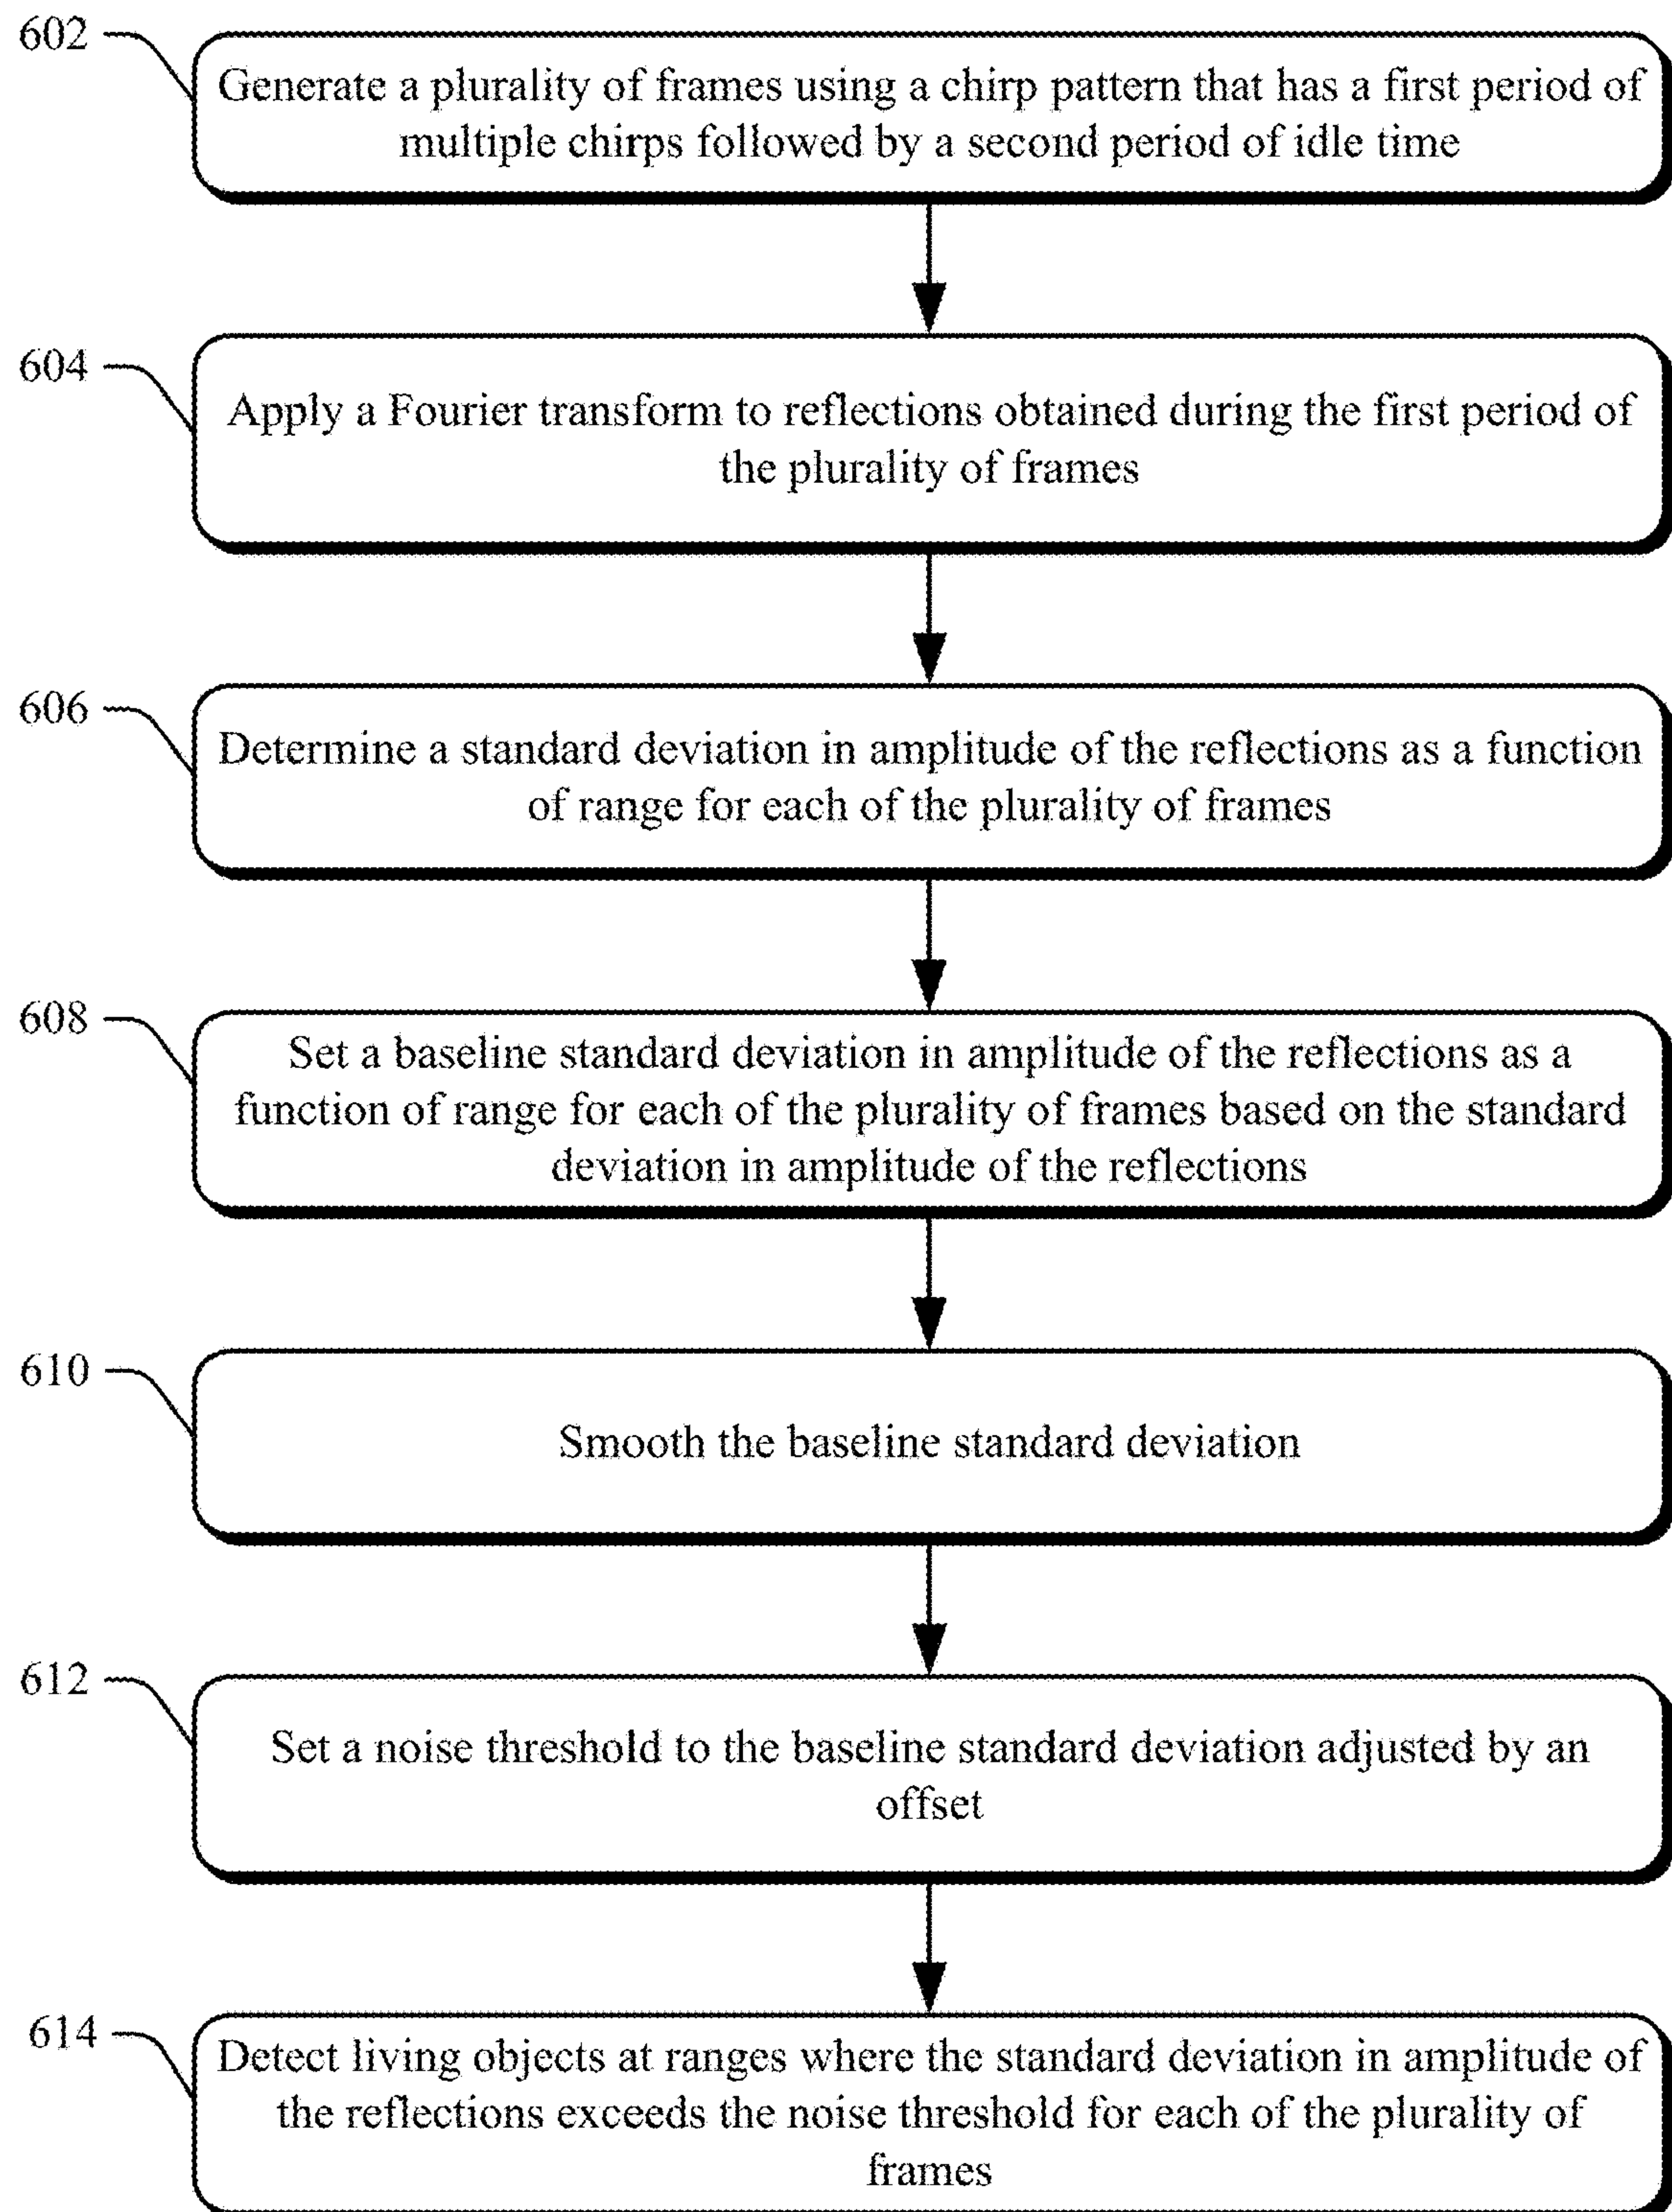 602
Generate a plurality of frames using a chirp pattern that has a first period of
multiple chirps followed by a second period of idle time
604
Apply a Fourier transform to reflections obtained during the first period of
the plurality of frames
606
Determine a standard deviation in amplitude of the reflections as a function
of range for each of the plurality of frames
608
Set a baseline standard deviation in amplitude of the reflections as a
function of range for each of the plurality of frames based on the standard
deviation in amplitude of the reflections
610
Smooth the baseline standard deviation
612
Set a noise threshold to the baseline standard deviation adjusted by an
offset
614
Detect living objects at ranges where the standard deviation in amplitude of
the reflections exceeds the noise threshold for each of the plurality of
frames